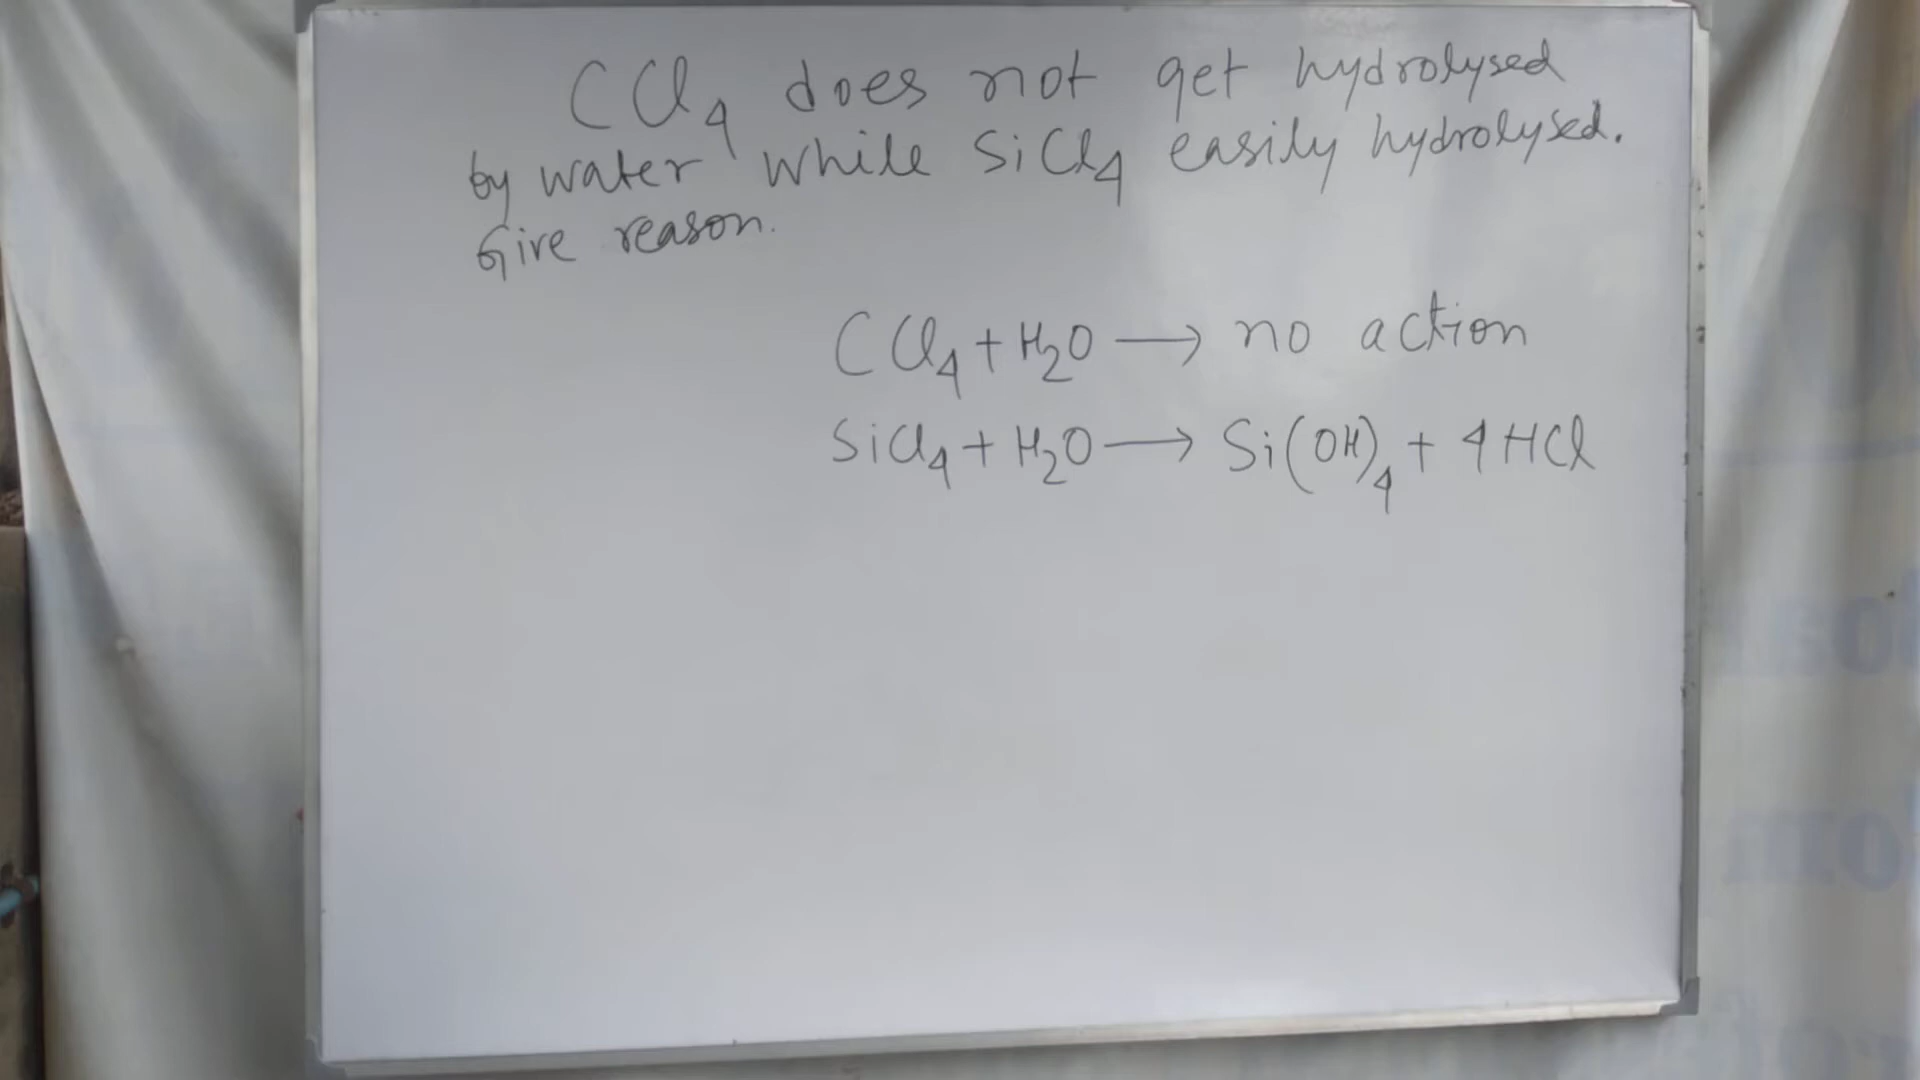 CCl₄ does not get hydrolysed
by water while SiCl₄ easily hydrolysed.
Give reason.
CCl₄ + H₂O ⟶ no action
SiCl₄ + H₂O ⟶ Si(OH)₄ + 4HCl